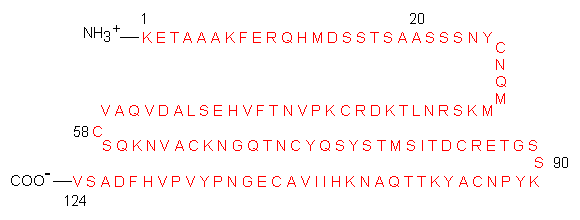 1 20
NH3+ KETAAAKFERQHMDSSTSAASSSNY
C
N
Q
M
VAQVDALSEHVFTNVPKCRDKTLNRSKM
58 C
SQKNVACKNGQTNCYQSYSTMSITDCRETGS
S 90
COO- VSADFHVPVYPNGECAVIIHKNAQTTKYACNPYK
124